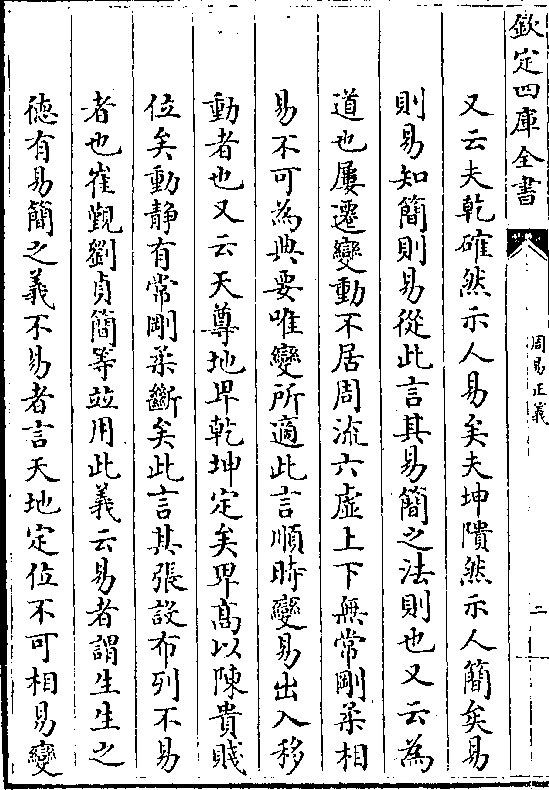 欽定四庫全書
周易正義
二
又云夫乾確然示人易矣夫坤隤然示人簡矣易
則易知簡則易從此言其易簡之法則也又云為
道也屢遷變動不居周流六虛上下無常剛柔相
易不可為典要唯變所適此言順時變易出入移
動者也又云天尊地卑乾坤定矣卑髙以陳貴賤
位矣動靜有常剛柔斷矣此言其張設布列不易
者也崔覲劉貞簡等並用此義云易者謂生生之
徳有易簡之義不易者言天地定位不可相易變